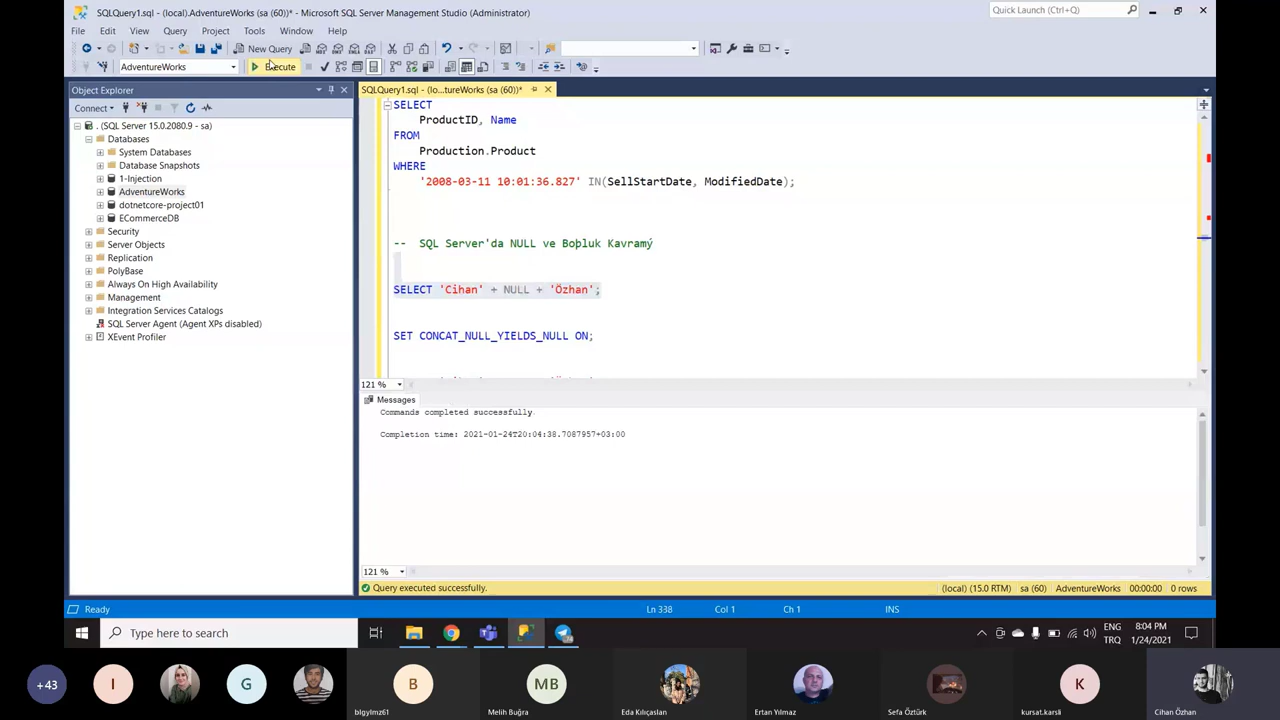 SQLQuery1.sql - (local).AdventureWorks (sa (60))* - Microsoft SQL Server Management Studio (Administrator)
Quick Launch (Ctrl+Q)
File Edit View Query Project Tools Window Help
New Query
AdventureWorks
Execute
Object Explorer
SQLQuery1.sql - (lo...tureWorks (sa (60))*
Connect
. (SQL Server 15.0.2080.9 - sa)
Databases
System Databases
Database Snapshots
1-Injection
AdventureWorks
dotnetcore-project01
ECommerceDB
Security
Server Objects
Replication
PolyBase
Always On High Availability
Management
Integration Services Catalogs
SQL Server Agent (Agent XPs disabled)
XEvent Profiler
SELECT
ProductID, Name
FROM
Production.Product
WHERE
'2008-03-11 10:01:36.827' IN(SellStartDate, ModifiedDate);
-- SQL Server'da NULL ve Boþluk Kavramý
SELECT 'Cihan' + NULL + 'Özhan';
SET CONCAT_NULL_YIELDS_NULL ON;
121 %
Messages
Commands completed successfully.
Completion time: 2021-01-24T20:04:38.7087957+03:00
121 %
Query executed successfully.
(local) (15.0 RTM) sa (60) AdventureWorks 00:00:00 0 rows
Ready
Ln 338 Col 1 Ch 1 INS
Type here to search
ENG
TRQ
8:04 PM
1/24/2021
+43 I G B MB K
blgylmz61 Melih Buğra Eda Kılıçaslan Ertan Yılmaz Sefa Öztürk kursat.karsli Cihan Özhan